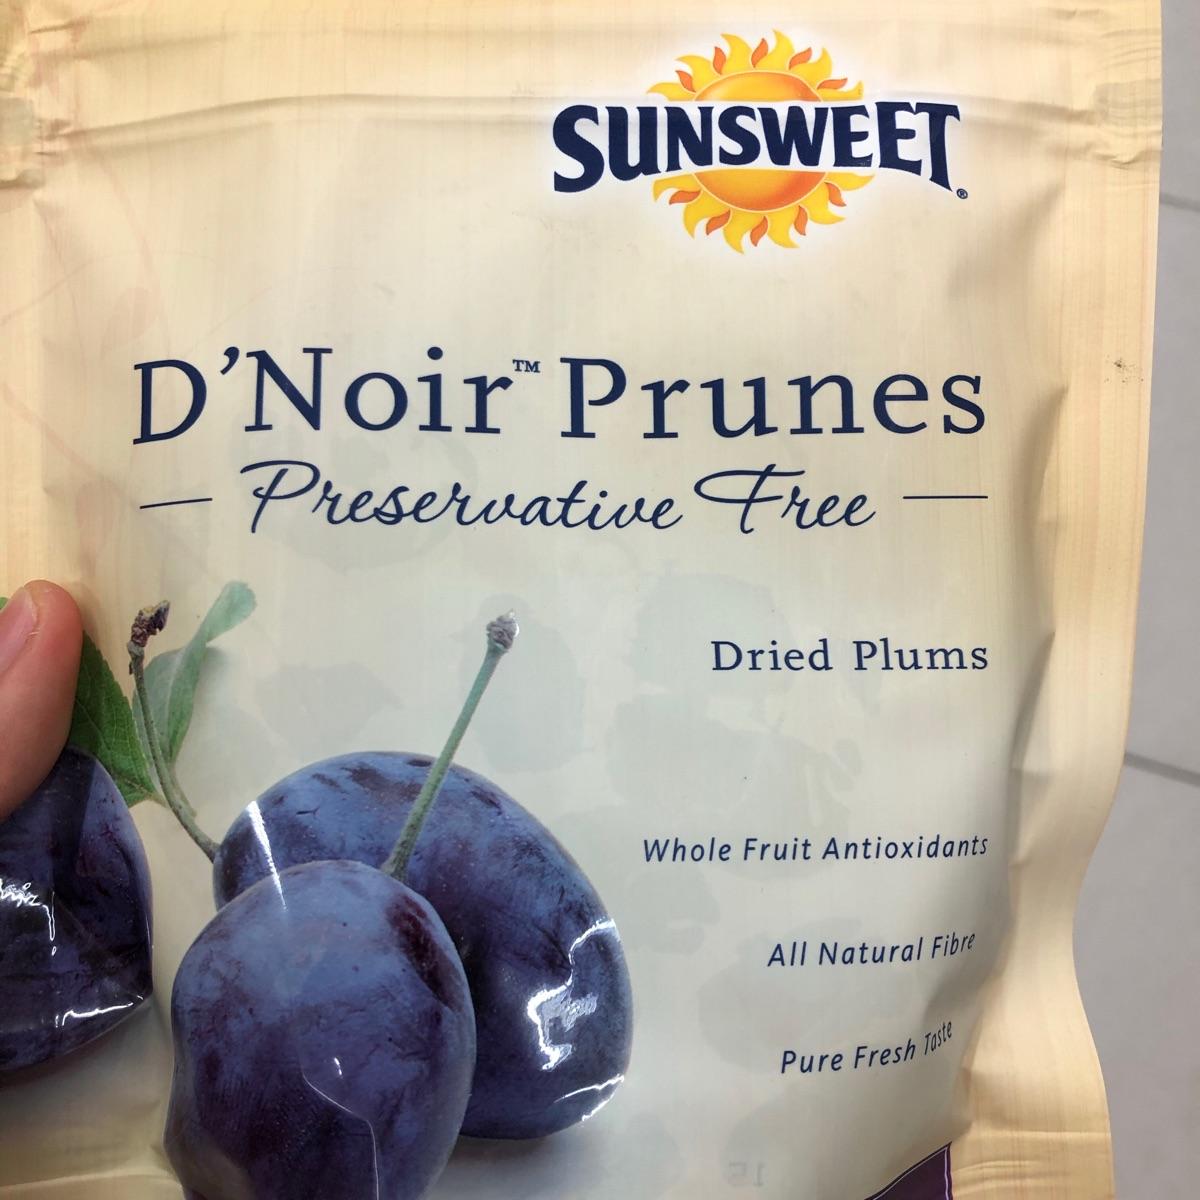 SUNSWEET®
D'Noir™ Prunes
Preservative Free
Dried Plums
Whole Fruit Antioxidants
All Natural Fibre
Pure Fresh Taste